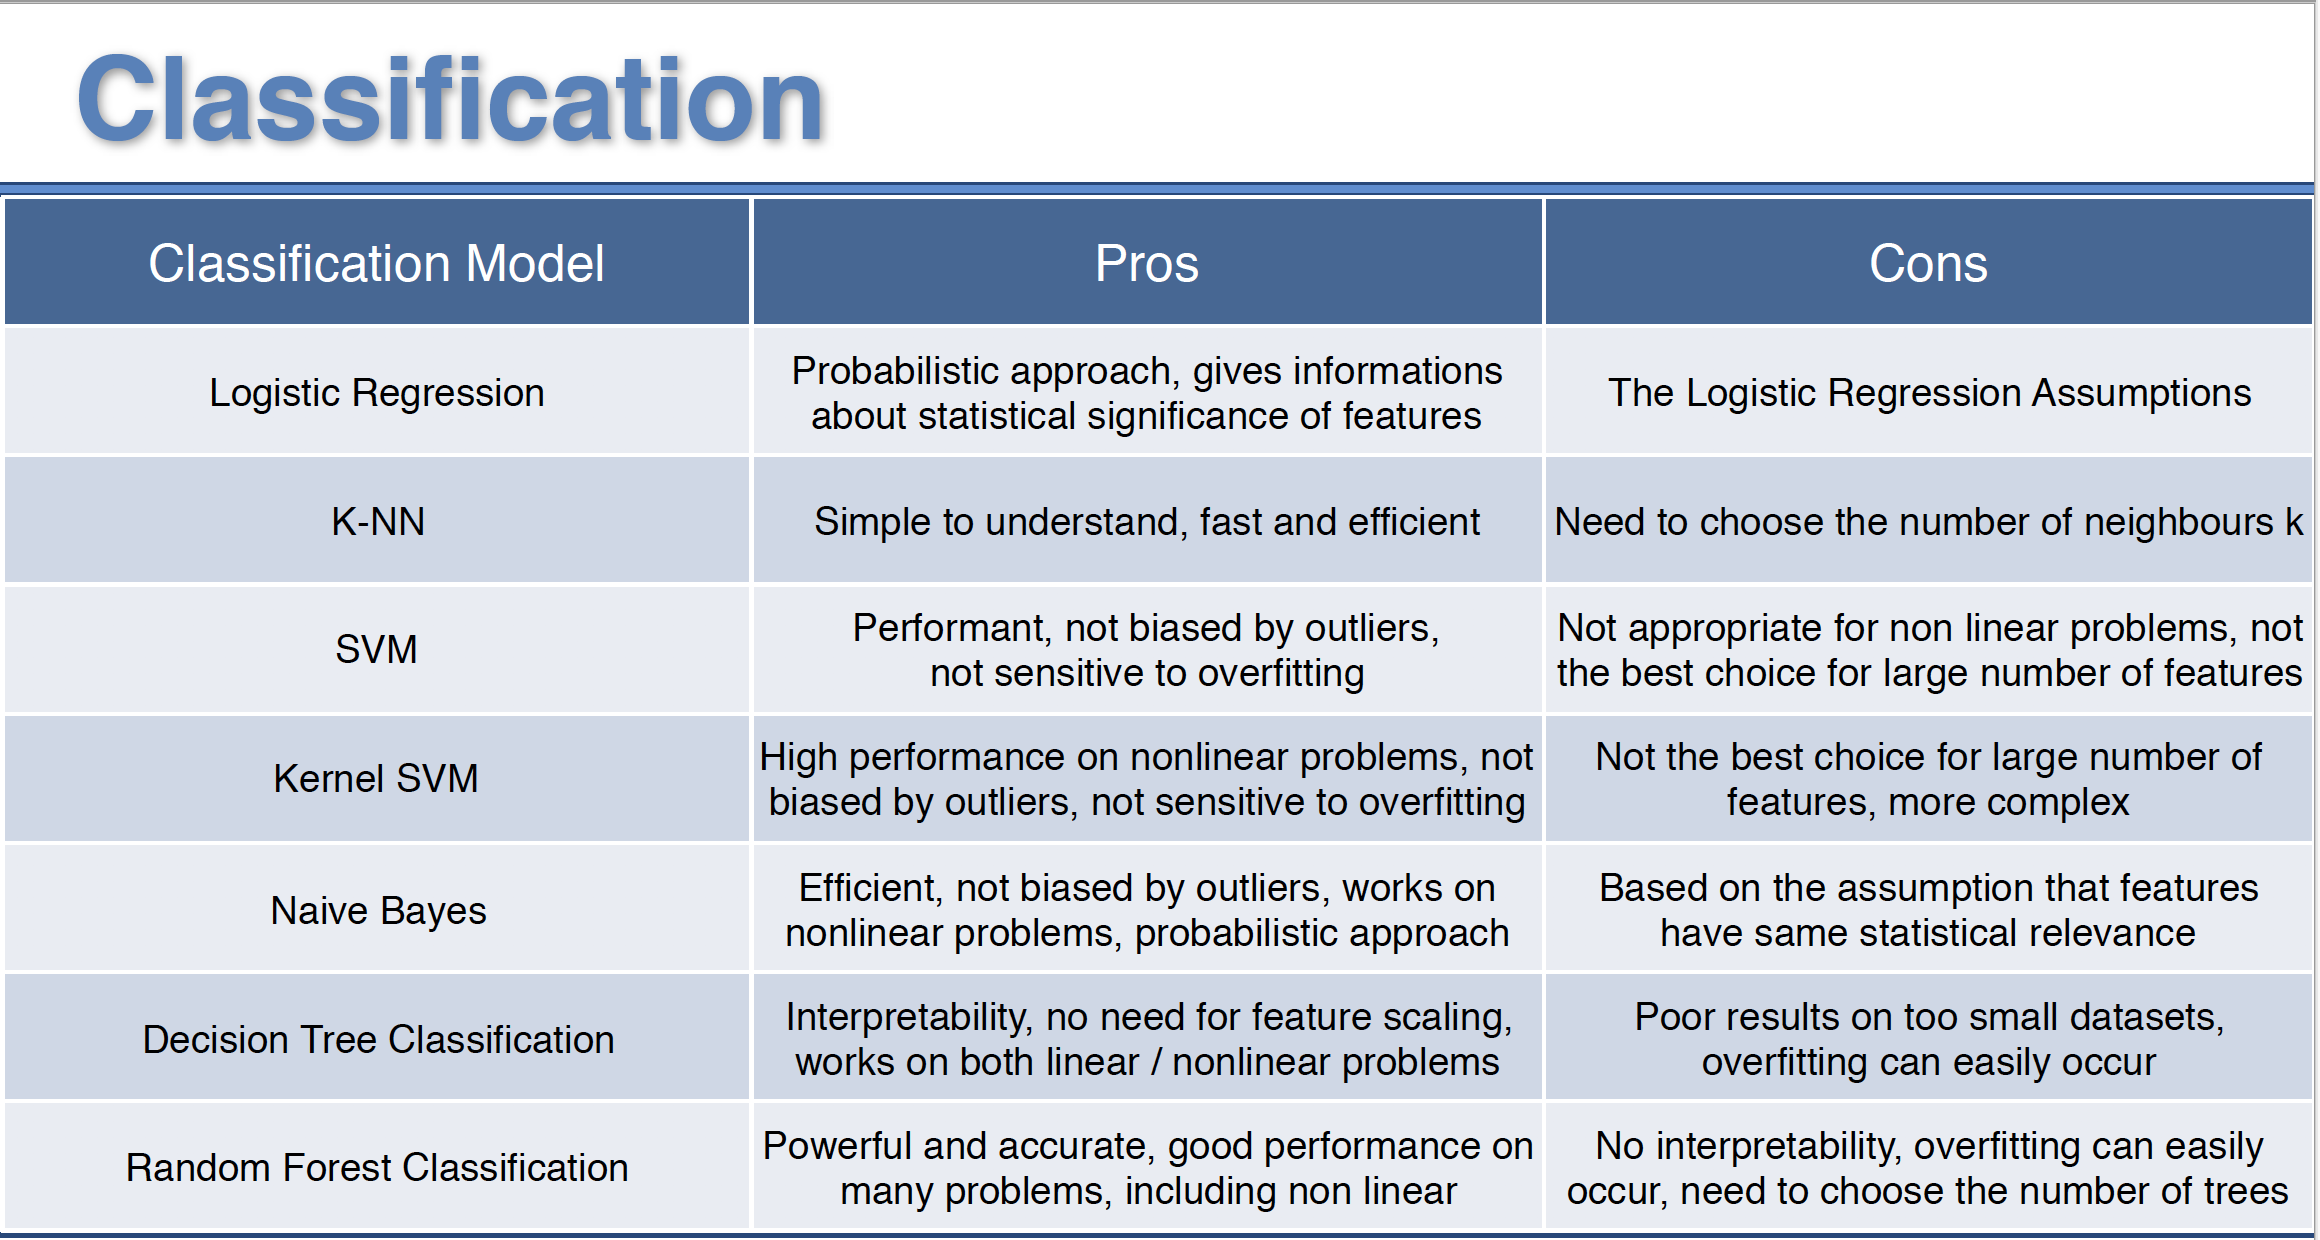 Classification
Classification Model
Pros
Cons
Logistic Regression
Probabilistic approach, gives informations
about statistical significance of features
The Logistic Regression Assumptions
K-NN
Simple to understand, fast and efficient
Need to choose the number of neighbours k
SVM
Performant, not biased by outliers,
not sensitive to overfitting
Not appropriate for non linear problems, not
the best choice for large number of features
Kernel SVM
High performance on nonlinear problems, not
biased by outliers, not sensitive to overfitting
Not the best choice for large number of
features, more complex
Naive Bayes
Efficient, not biased by outliers, works on
nonlinear problems, probabilistic approach
Based on the assumption that features
have same statistical relevance
Decision Tree Classification
Interpretability, no need for feature scaling,
works on both linear / nonlinear problems
Poor results on too small datasets,
overfitting can easily occur
Random Forest Classification
Powerful and accurate, good performance on
many problems, including non linear
No interpretability, overfitting can easily
occur, need to choose the number of trees